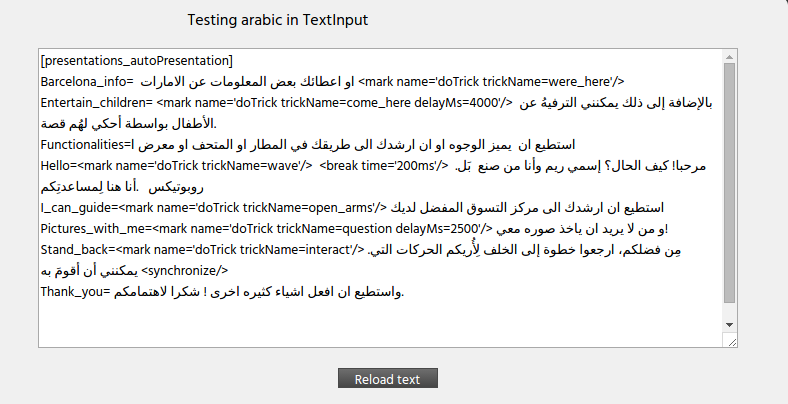 Testing arabic in TextInput
[presentations_autoPresentation]
Barcelona_info=  او اعطائك بعض المعلومات عن الامارات <mark name='doTrick trickName=were_here'/>
Entertain_children= <mark name='doTrick trickName=come_here delayMs=4000'/> بالإضافة إلى ذلك يمكنني الترفيهُ عن
الأطفال بواسطة أحكي لهُم قصة.
Functionalities=استطيع ان  يميز الوجوه او ان ارشدك الى طريقك في المطار او المتحف او معرض ا
Hello=<mark name='doTrick trickName=wave'/>  <break time='200ms'/> مرحبا! كيف الحال؟ إسمي ريم وأنا من صنع  بَل.
روبوتيكس  .أنا هنا لِمساعدتِكم
I_can_guide=<mark name='doTrick trickName=open_arms'/> استطيع ان ارشدك الى مركز التسوق المفضل لديك
Pictures_with_me=<mark name='doTrick trickName=question delayMs=2500'/> و من لا يريد ان ياخذ صوره معي!
Stand_back=<mark name='doTrick trickName=interact'/> مِن فضلكم، ارجعوا خطوة إلى الخلف لِأُريكم الحركات التي.
يمكنني أن أقومَ به <synchronize/>
Thank_you= واستطيع ان افعل اشياء كثيره اخرى ! شكرا لاهتمامكم.
Reload text